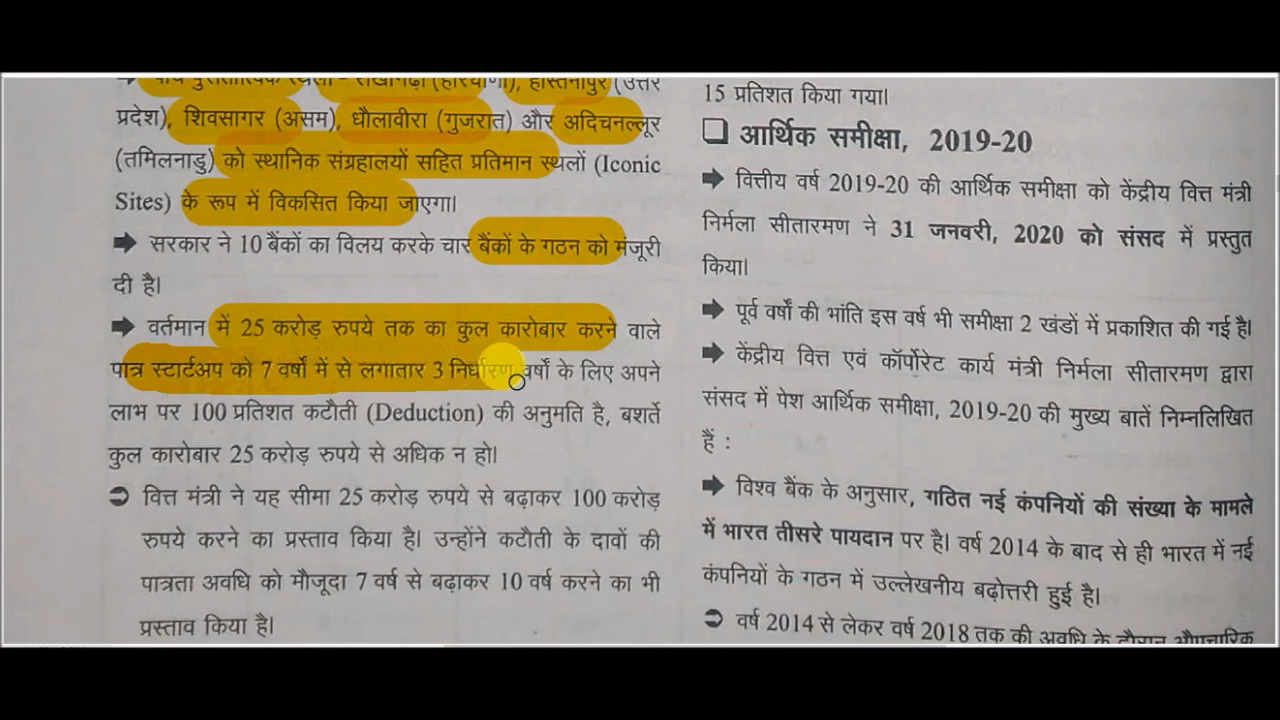 पुरातात्विक स्थलों - राखीगढ़ी (हरियाणा), हस्तिनापुर (उत्तर
प्रदेश), शिवसागर (असम), धौलावीरा (गुजरात) और अदिचनल्लूर
(तमिलनाडु) को स्थानिक संग्रहालयों सहित प्रतिमान स्थलों (Iconic
Sites) के रूप में विकसित किया जाएगा।
➡ सरकार ने 10 बैंकों का विलय करके चार बैंकों के गठन को मंजूरी
दी है।
➡ वर्तमान में 25 करोड़ रुपये तक का कुल कारोबार करने वाले
पात्र स्टार्टअप को 7 वर्षों में से लगातार 3 निर्धारण वर्षों के लिए अपने
लाभ पर 100 प्रतिशत कटौती (Deduction) की अनुमति है, बशर्ते
कुल कारोबार 25 करोड़ रुपये से अधिक न हो।
⮊ वित्त मंत्री ने यह सीमा 25 करोड़ रुपये से बढ़ाकर 100 करोड़
रुपये करने का प्रस्ताव किया है। उन्होंने कटौती के दावों की
पात्रता अवधि को मौजूदा 7 वर्ष से बढ़ाकर 10 वर्ष करने का भी
प्रस्ताव किया है।
15 प्रतिशत किया गया।
❑ आर्थिक समीक्षा, 2019-20
➡ वित्तीय वर्ष 2019-20 की आर्थिक समीक्षा को केंद्रीय वित्त मंत्री
निर्मला सीतारमण ने 31 जनवरी, 2020 को संसद में प्रस्तुत
किया।
➡ पूर्व वर्षों की भांति इस वर्ष भी समीक्षा 2 खंडों में प्रकाशित की गई है।
➡ केंद्रीय वित्त एवं कॉर्पोरेट कार्य मंत्री निर्मला सीतारमण द्वारा
संसद में पेश आर्थिक समीक्षा, 2019-20 की मुख्य बातें निम्नलिखित
हैं :
➡ विश्व बैंक के अनुसार, गठित नई कंपनियों की संख्या के मामले
में भारत तीसरे पायदान पर है। वर्ष 2014 के बाद से ही भारत में नई
कंपनियों के गठन में उल्लेखनीय बढ़ोत्तरी हुई है।
⮊ वर्ष 2014 से लेकर वर्ष 2018 तक की अवधि के दौरान औपचारिक